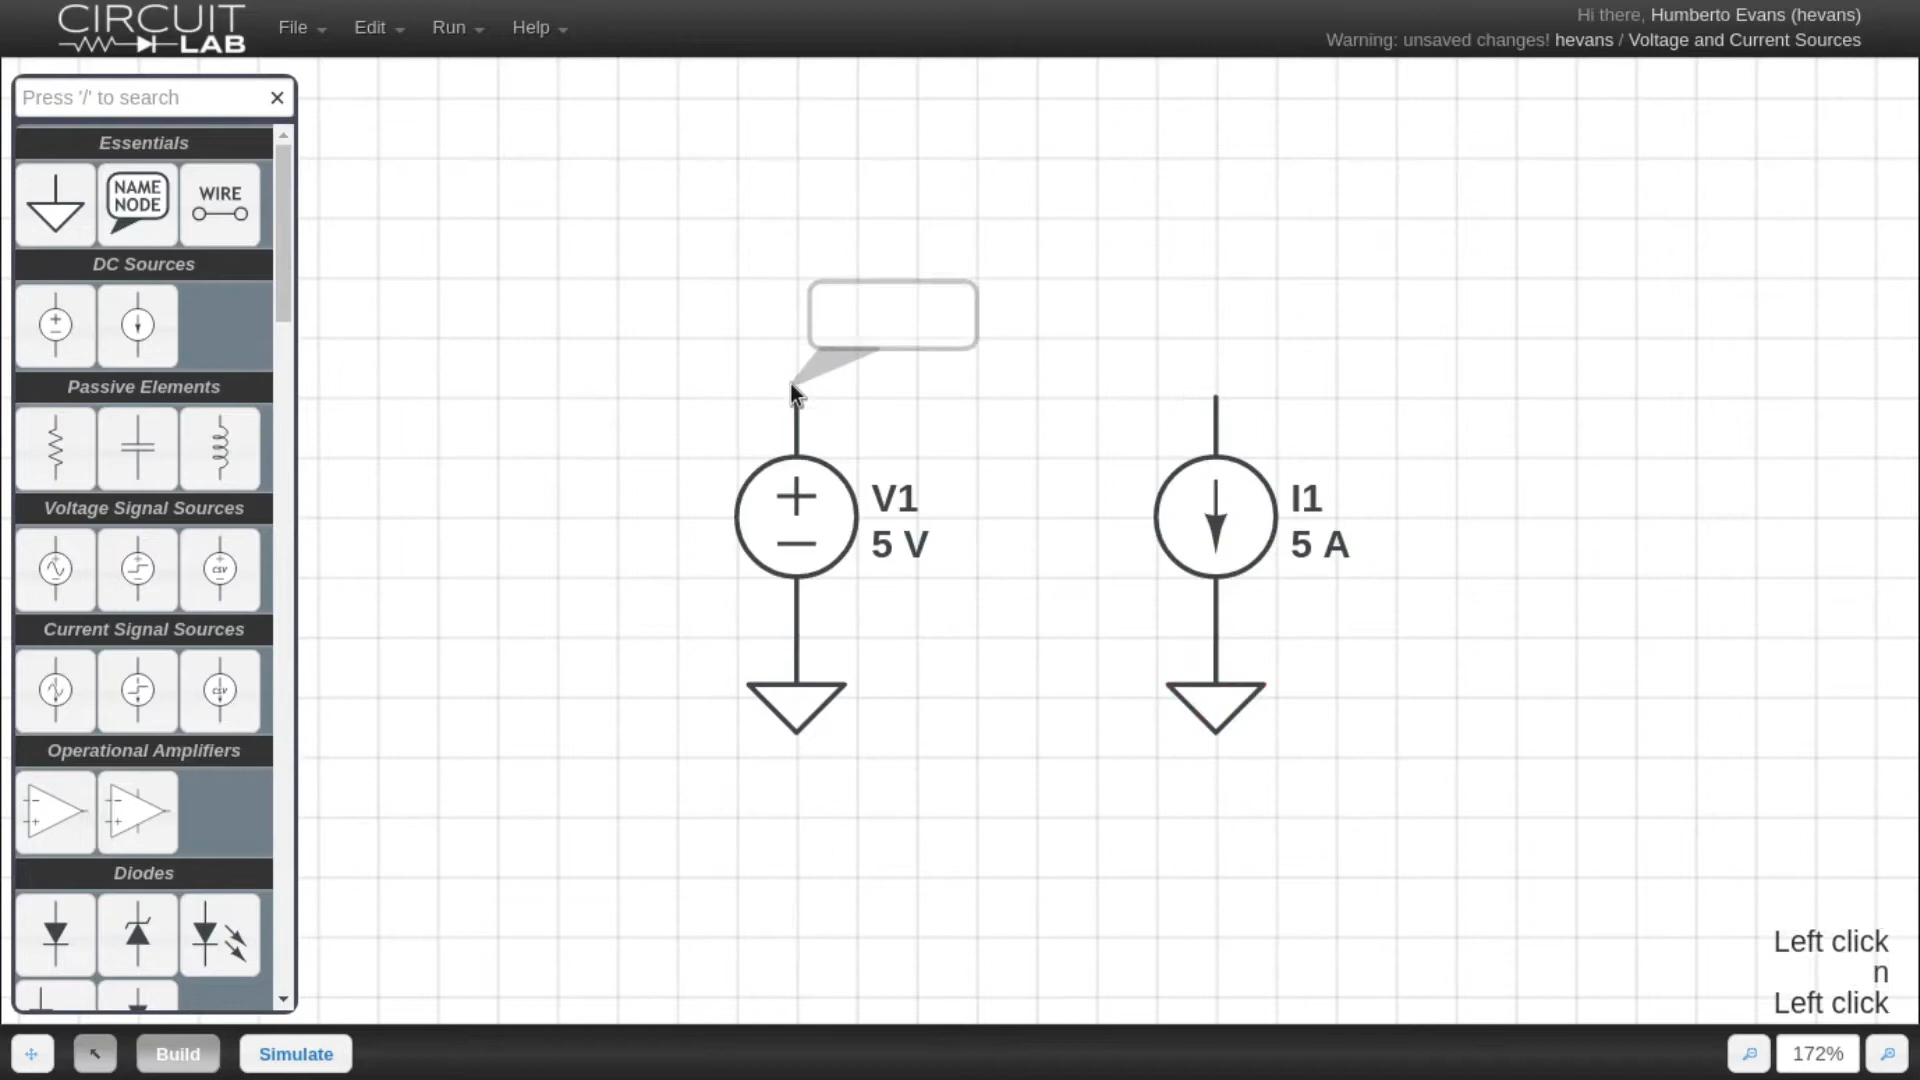 CIRCUIT
LAB
File
Edit
Run
Help
Hi there, Humberto Evans (hevans)
Warning: unsaved changes! hevans / Voltage and Current Sources
Press '/' to search
Essentials
NAME
NODE
WIRE
DC Sources
Passive Elements
Voltage Signal Sources
csv
Current Signal Sources
csv
Operational Amplifiers
Diodes
V1
5 V
I1
5 A
Left click
n
Left click
Build
Simulate
172%